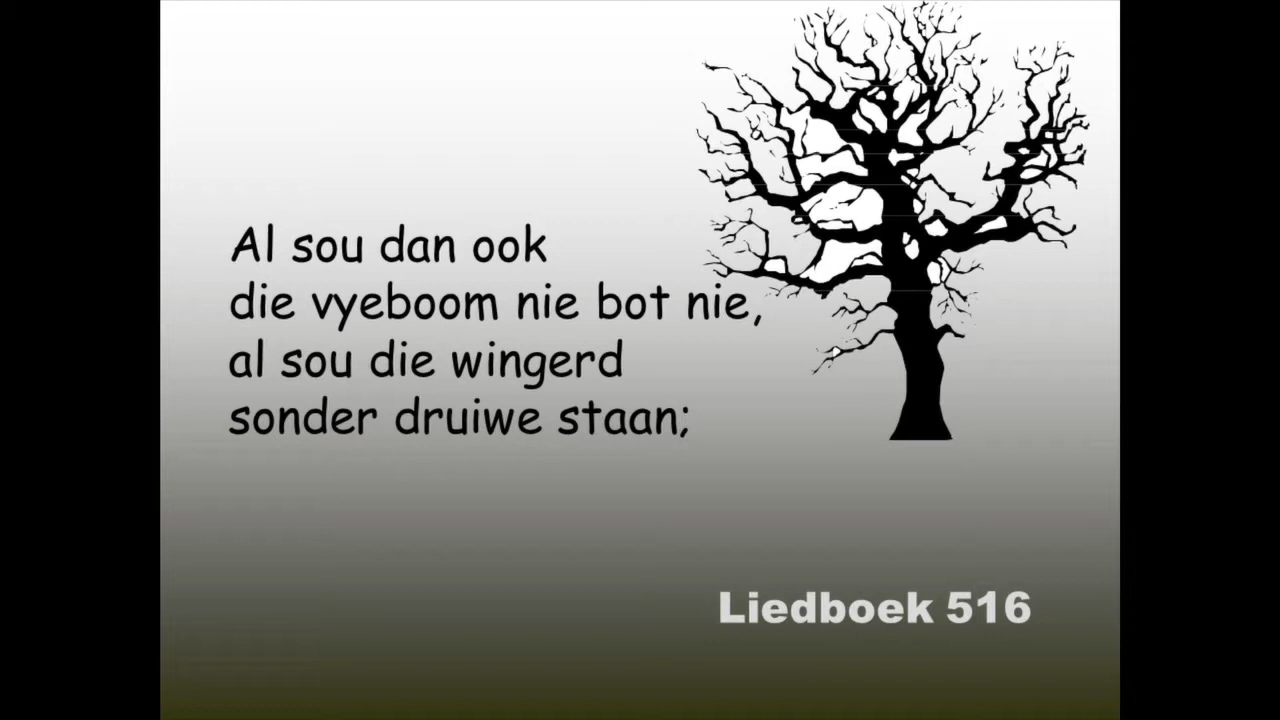 Al sou dan ook
die vyeboom nie bot nie,
al sou die wingerd
sonder druiwe staan;
Liedboek 516